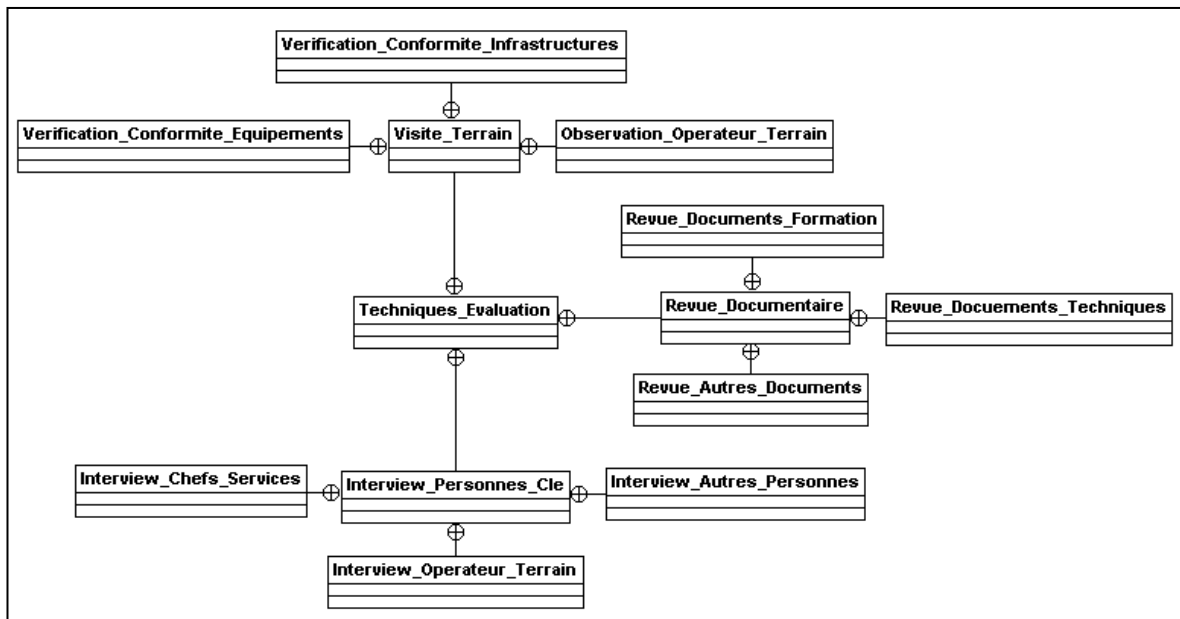 Verification_Conformite_Infrastructures
Verification_Conformite_Equipements
Visite_Terrain
Observation_Operateur_Terrain
Revue_Documents_Formation
Techniques_Evaluation
Revue_Documentaire
Revue_Docuements_Techniques
Revue_Autres_Documents
Interview_Chefs_Services
Interview_Personnes_Cle
Interview_Autres_Personnes
Interview_Operateur_Terrain